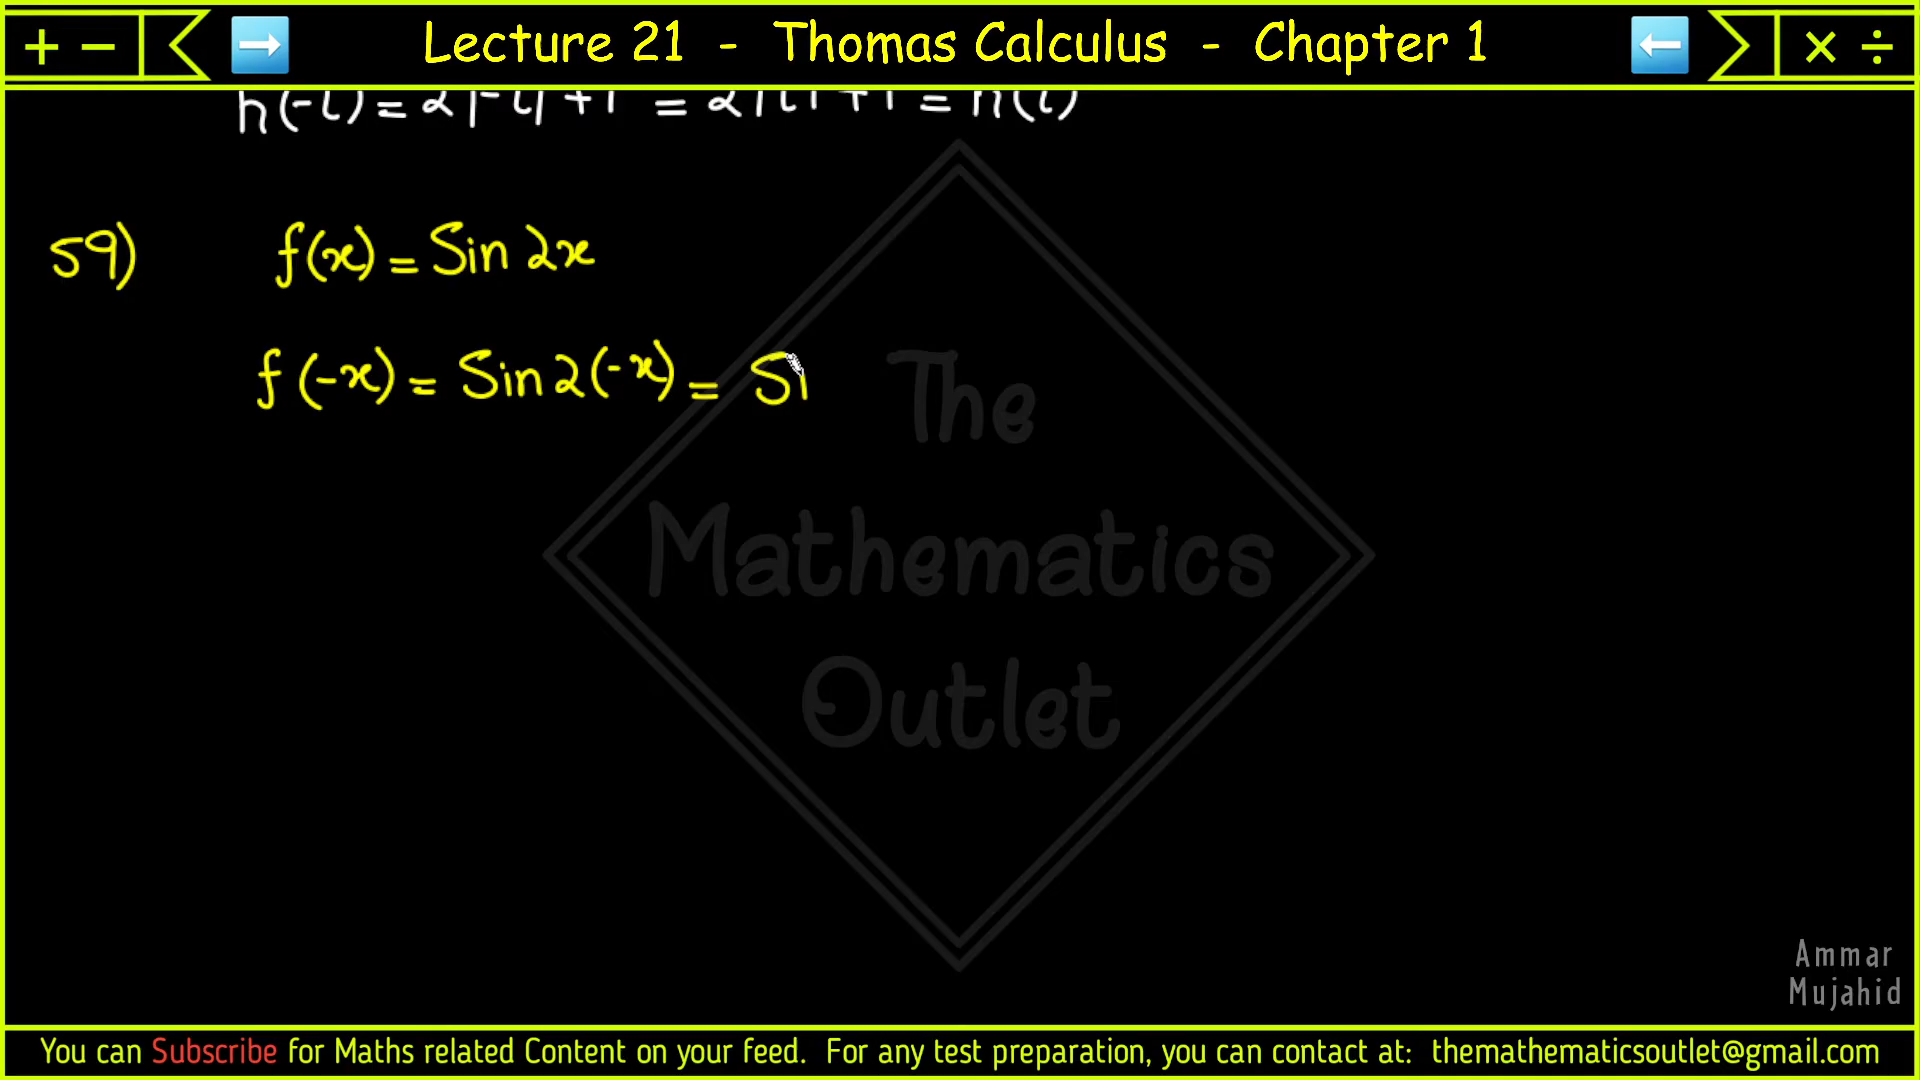 + − Lecture 21 - Thomas Calculus - Chapter 1 × ÷
59) f(x) = Sin 2x
f(-x) = Sin 2(-x) = Si
The
Mathematics
Outlet
Ammar
Mujahid
You can Subscribe for Maths related Content on your feed. For any test preparation, you can contact at: themathematicsoutlet@gmail.com